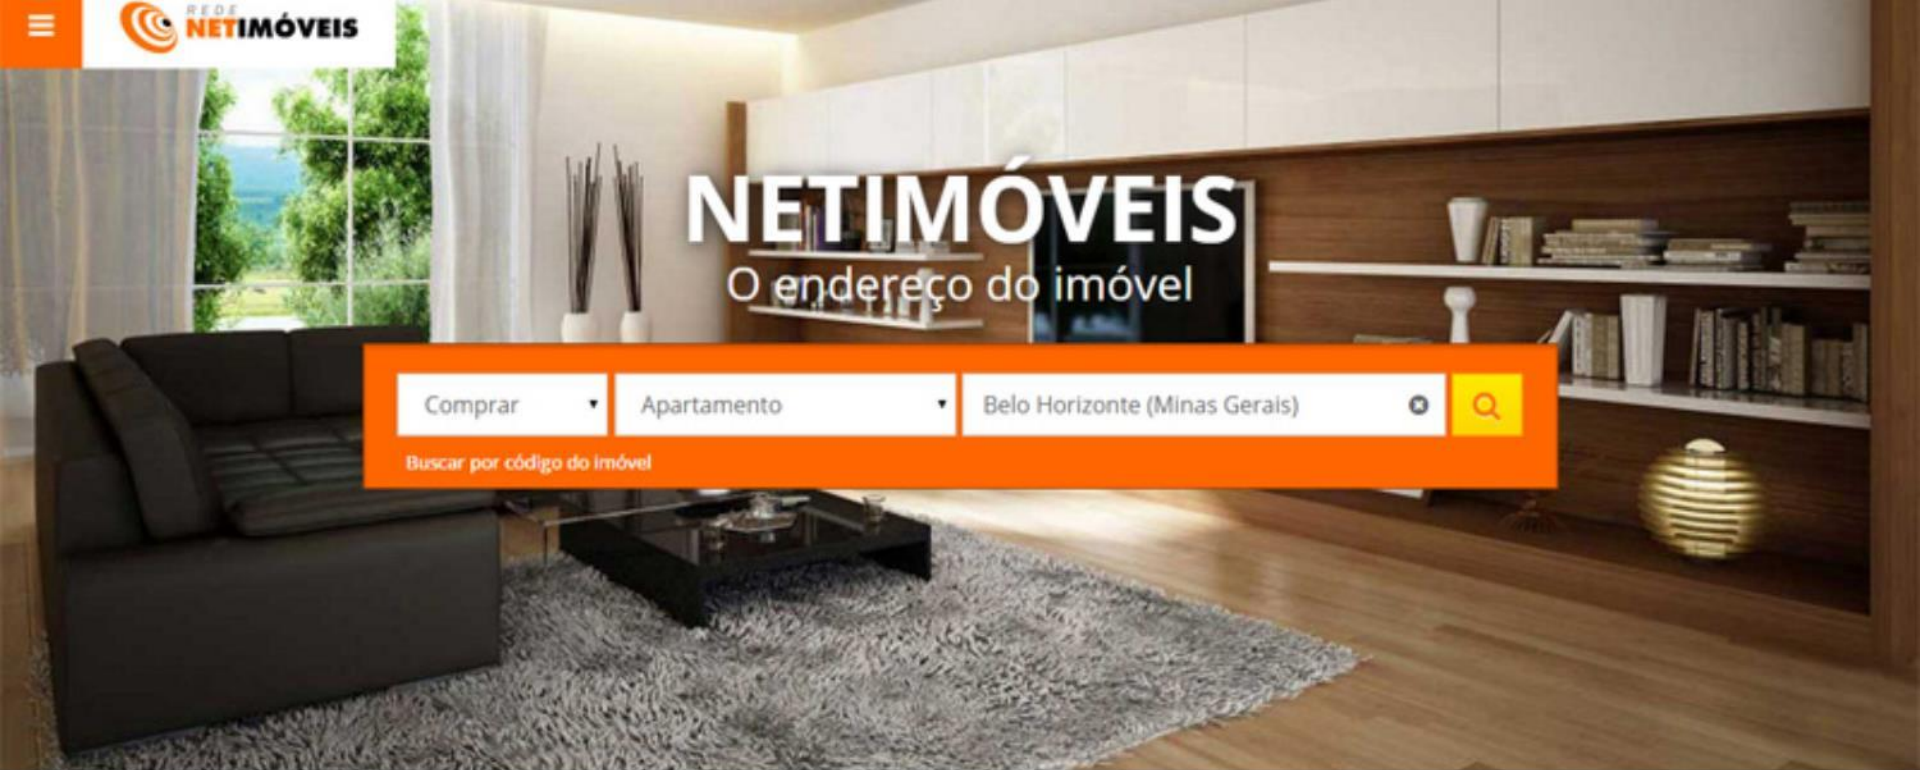 REDE
NETIMÓVEIS
NETIMÓVEIS
O endereço do imóvel
Comprar
Apartamento
Belo Horizonte (Minas Gerais)
Buscar por código do imóvel